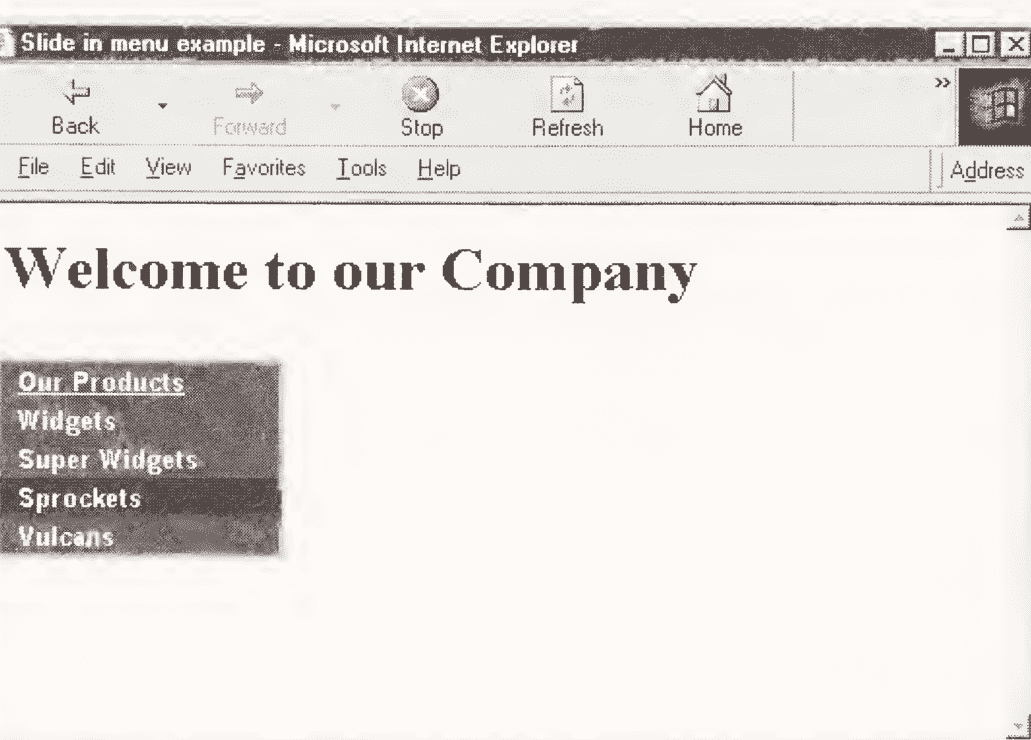 Slide in menu example - Microsoft Internet Explorer
Back Forward Stop Refresh Home »
File Edit View Favorites Tools Help Address
Welcome to our Company
Our Products
Widgets
Super Widgets
Sprockets
Vulcans